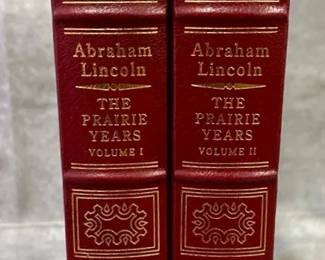 Abraham
Lincoln
THE
PRAIRIE
YEARS
VOLUME I
Abraham
Lincoln
THE
PRAIRIE
YEARS
VOLUME II